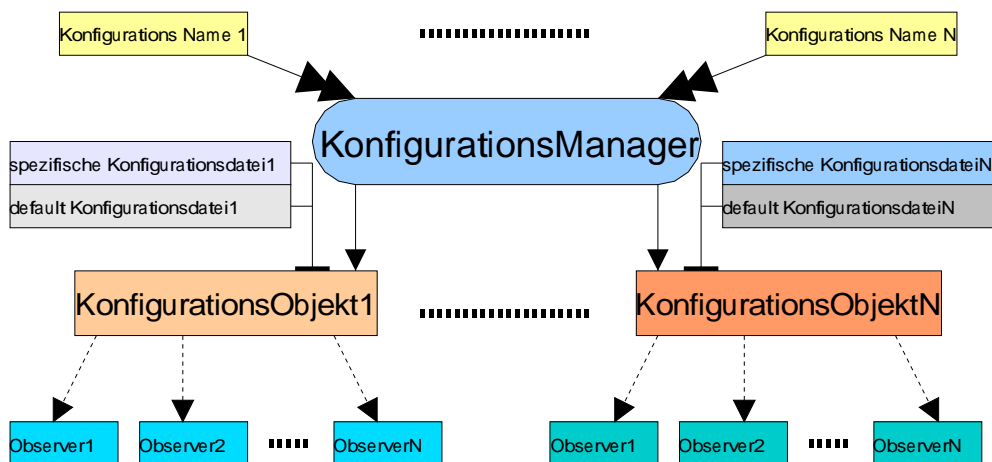 Konfigurations Name 1
Konfigurations Name N
KonfigurationsManager
spezifische Konfigurationsdatei1
spezifische KonfigurationsdateiN
default Konfigurationsdatei1
default KonfigurationsdateiN
KonfigurationsObjekt1
KonfigurationsObjektN
Observer1
Observer2
ObserverN
Observer1
Observer2
ObserverN